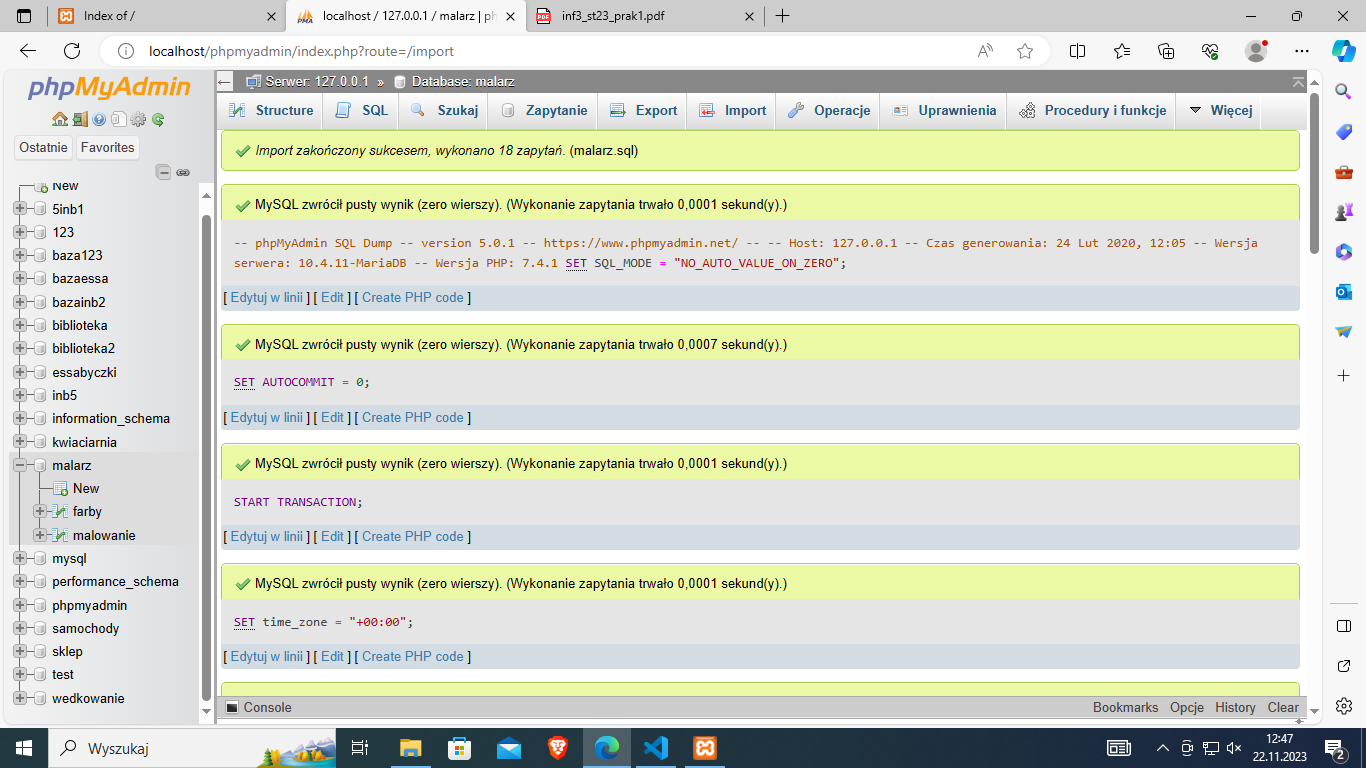 Index of /
localhost / 127.0.0.1 / malarz | ph
inf3_st23_prak1.pdf
localhost/phpmyadmin/index.php?route=/import
phpMyAdmin
Ostatnie
Favorites
New
5inb1
123
baza123
bazaessa
bazainb2
biblioteka
biblioteka2
essabyczki
inb5
information_schema
kwiaciarnia
malarz
New
farby
malowanie
mysql
performance_schema
phpmyadmin
samochody
sklep
test
wedkowanie
Serwer: 127.0.0.1 » Database: malarz
Structure SQL Szukaj Zapytanie Export Import Operacje Uprawnienia Procedury i funkcje Więcej
Import zakończony sukcesem, wykonano 18 zapytań. (malarz.sql)
MySQL zwrócił pusty wynik (zero wierszy). (Wykonanie zapytania trwało 0,0001 sekund(y).)
-- phpMyAdmin SQL Dump -- version 5.0.1 -- https://www.phpmyadmin.net/ -- -- Host: 127.0.0.1 -- Czas generowania: 24 Lut 2020, 12:05 -- Wersja
serwera: 10.4.11-MariaDB -- Wersja PHP: 7.4.1 SET SQL_MODE = "NO_AUTO_VALUE_ON_ZERO";
[ Edytuj w linii ] [ Edit ] [ Create PHP code ]
MySQL zwrócił pusty wynik (zero wierszy). (Wykonanie zapytania trwało 0,0007 sekund(y).)
SET AUTOCOMMIT = 0;
[ Edytuj w linii ] [ Edit ] [ Create PHP code ]
MySQL zwrócił pusty wynik (zero wierszy). (Wykonanie zapytania trwało 0,0001 sekund(y).)
START TRANSACTION;
[ Edytuj w linii ] [ Edit ] [ Create PHP code ]
MySQL zwrócił pusty wynik (zero wierszy). (Wykonanie zapytania trwało 0,0001 sekund(y).)
SET time_zone = "+00:00";
[ Edytuj w linii ] [ Edit ] [ Create PHP code ]
Console
Bookmarks Opcje History Clear
Wyszukaj
12:47
22.11.2023
2